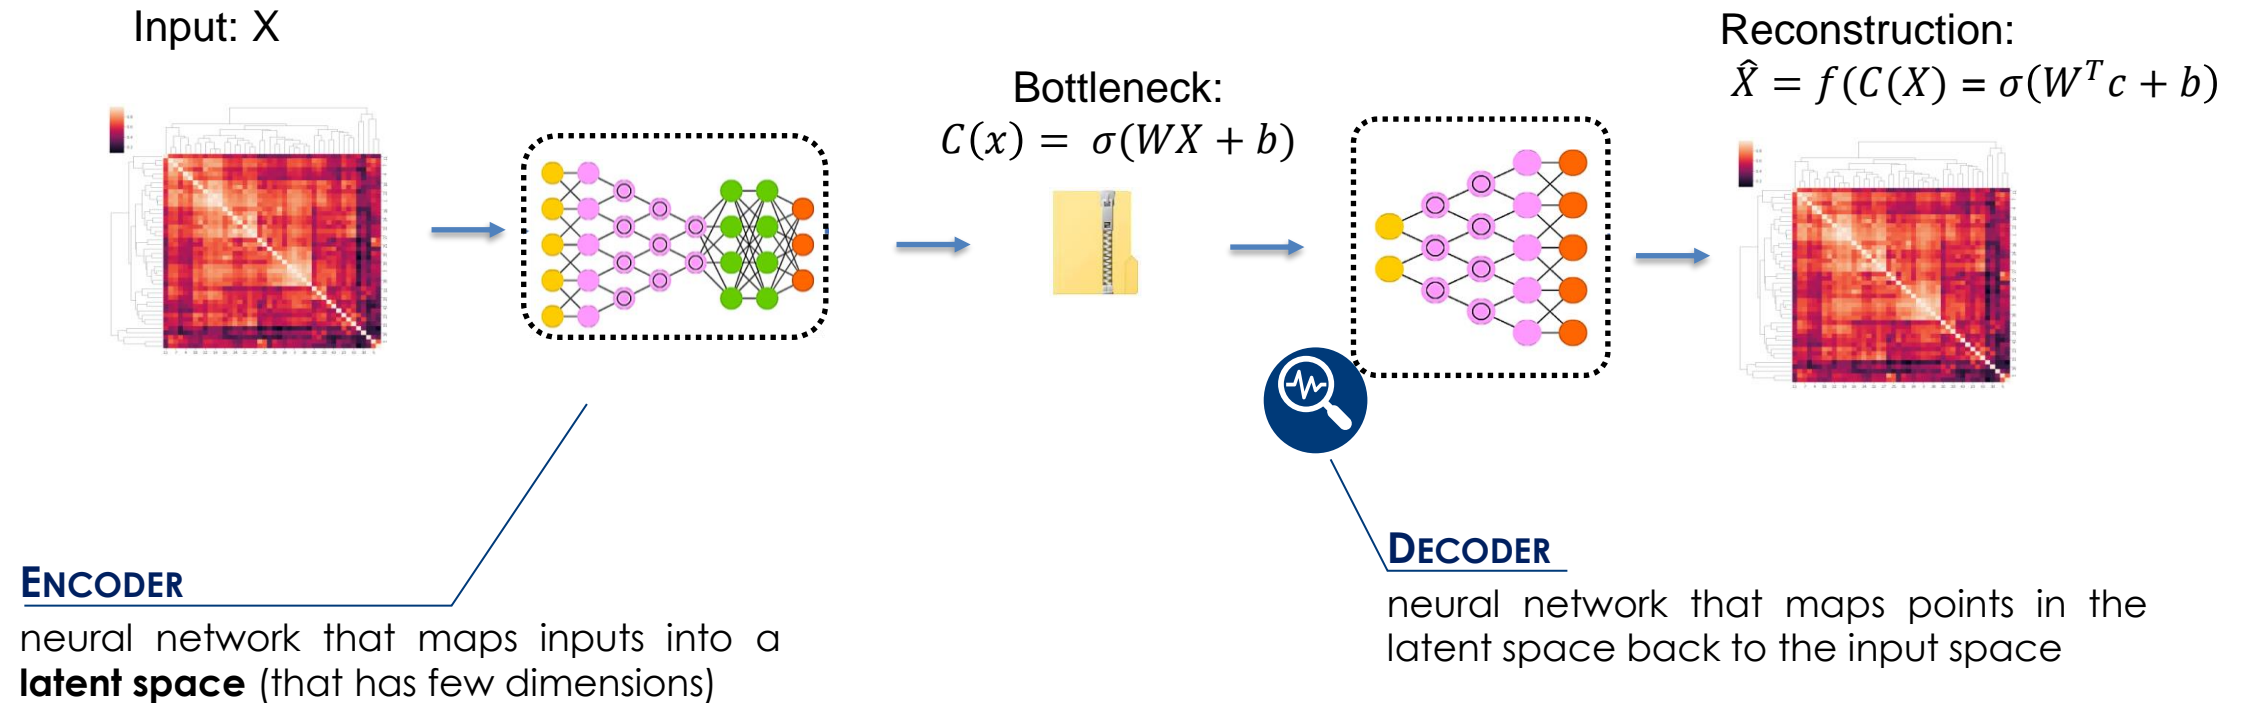 Input: X
Reconstruction:
X̂ = f(C(X) = σ(Wᵀc + b)
Bottleneck:
C(x) = σ(WX + b)
ENCODER
neural network that maps inputs into a
latent space (that has few dimensions)
DECODER
neural network that maps points in the
latent space back to the input space